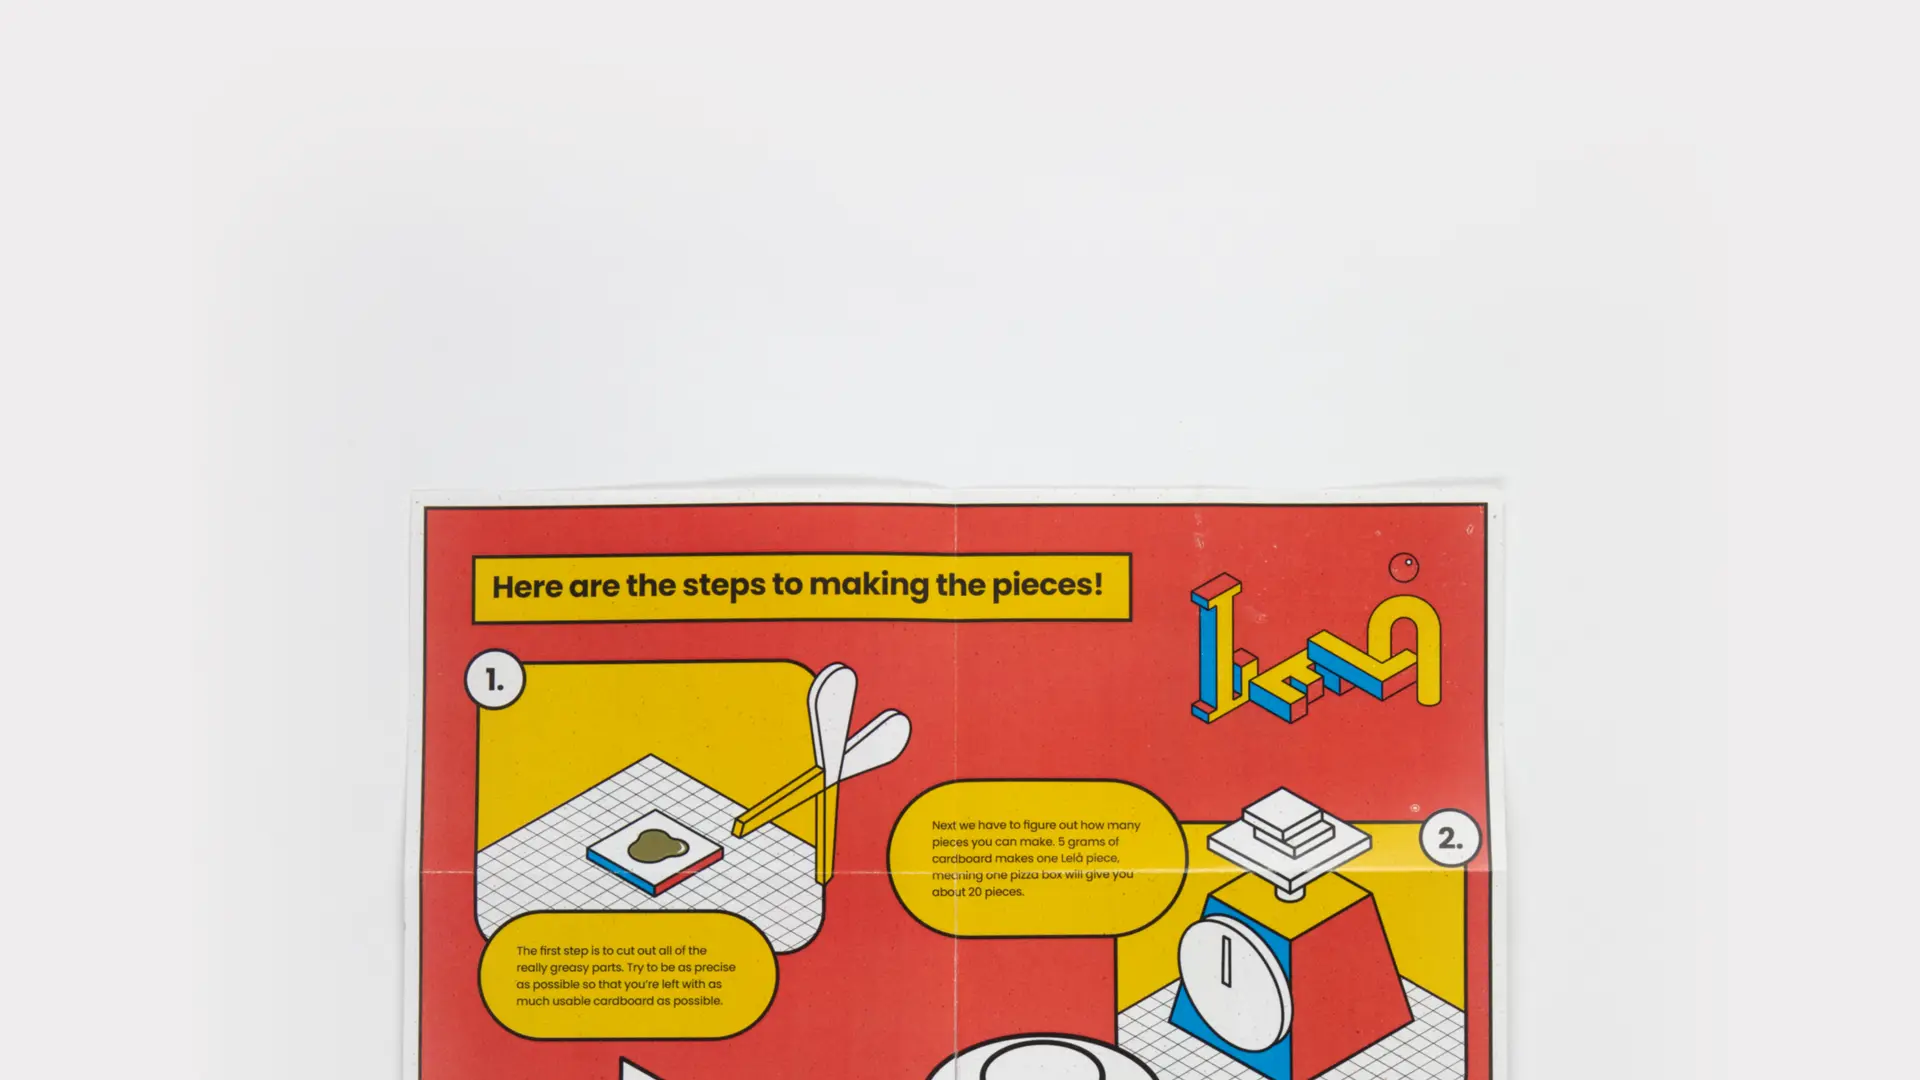 Here are the steps to making the pieces!
Lelå
1.
The first step is to cut out all of the
really greasy parts. Try to be as precise
as possible so that you're left with as
much usable cardboard as possible.
Next we have to figure out how many
pieces you can make. 5 grams of
cardboard makes one Lelå piece,
meaning one pizza box will give you
about 20 pieces.
2.